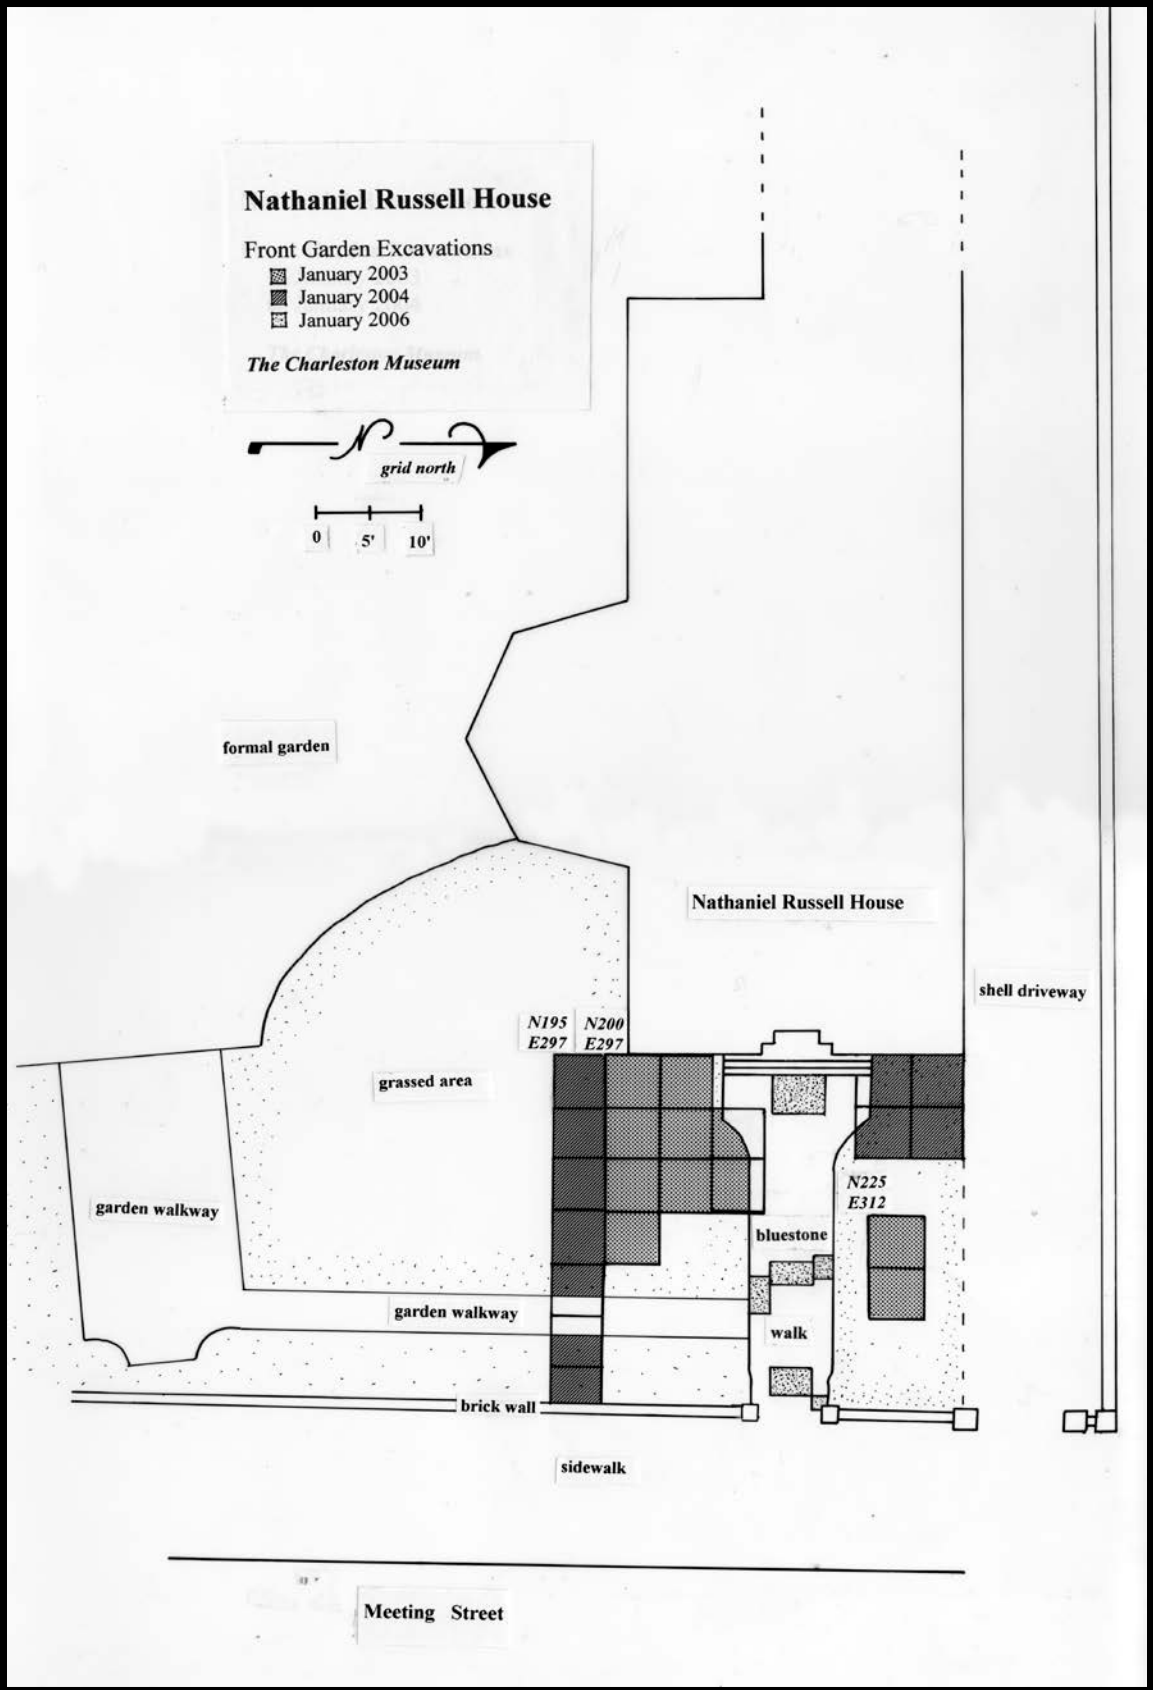 Nathaniel Russell House
Front Garden Excavations
January 2003
January 2004
January 2006
The Charleston Museum
N
grid north
0 5' 10'
formal garden
Nathaniel Russell House
shell driveway
N195 N200
E297 E297
grassed area
N225
E312
garden walkway
bluestone
garden walkway
walk
brick wall
sidewalk
Meeting Street